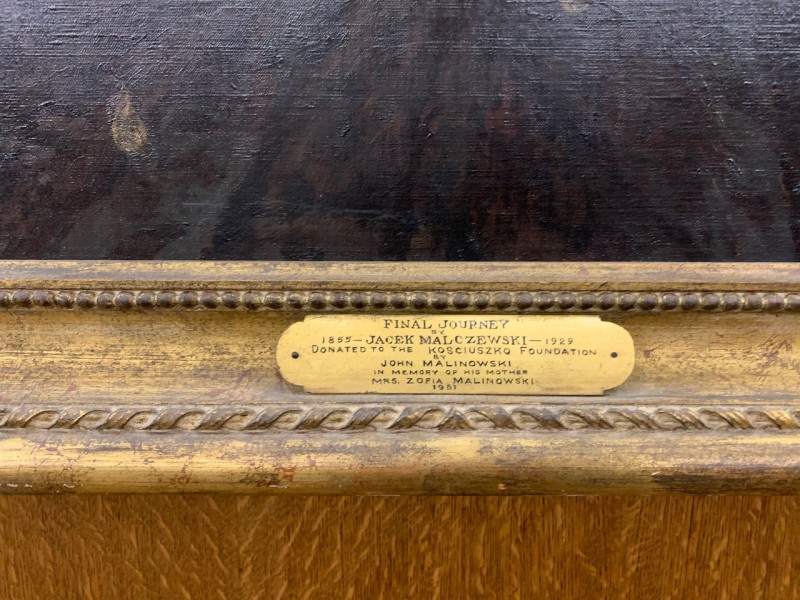 FINAL JOURNEY
BY
1855 — JACEK MALCZEWSKI — 1929
DONATED TO THE KOSCIUSZKO FOUNDATION
BY
JOHN MALINOWSKI
IN MEMORY OF HIS MOTHER
MRS. ZOFIA MALINOWSKI
1951